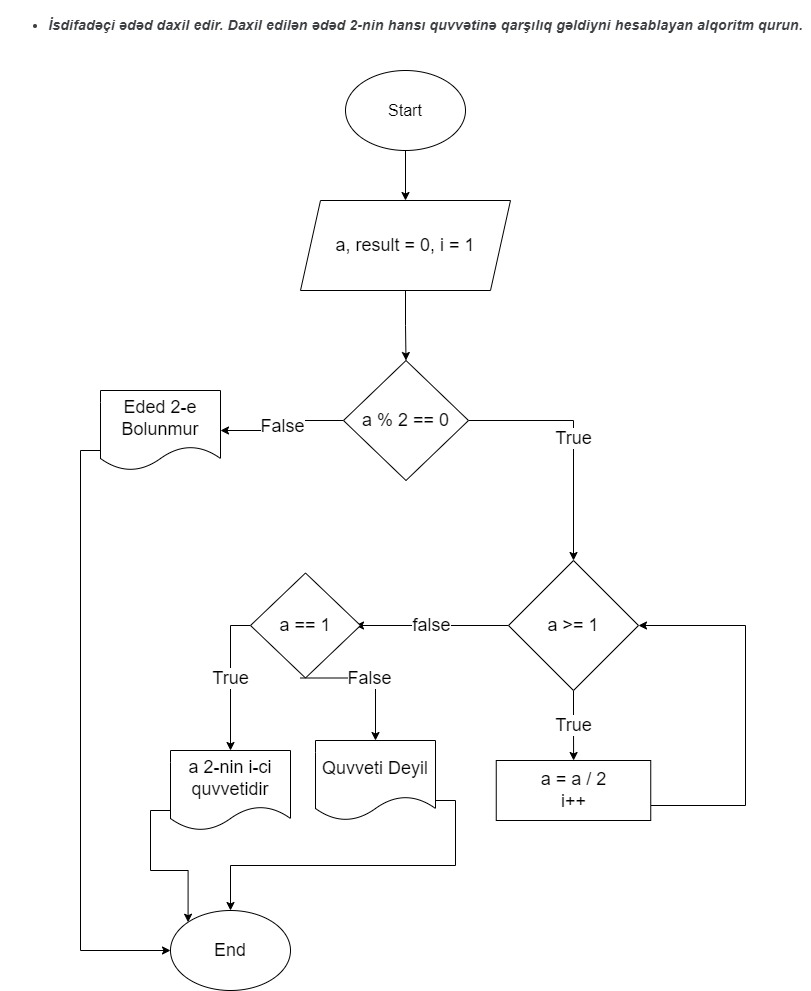 İsdifadəçi ədəd daxil edir. Daxil edilən ədəd 2-nin hansı quvvətinə qarşılıq gəldiyni hesablayan alqoritm qurun.
Start
a, result = 0, i = 1
a % 2 == 0
False
Eded 2-e
Bolunmur
True
a >= 1
false
a == 1
True
False
True
a = a / 2
i++
a 2-nin i-ci
quvvetidir
Quvveti Deyil
End